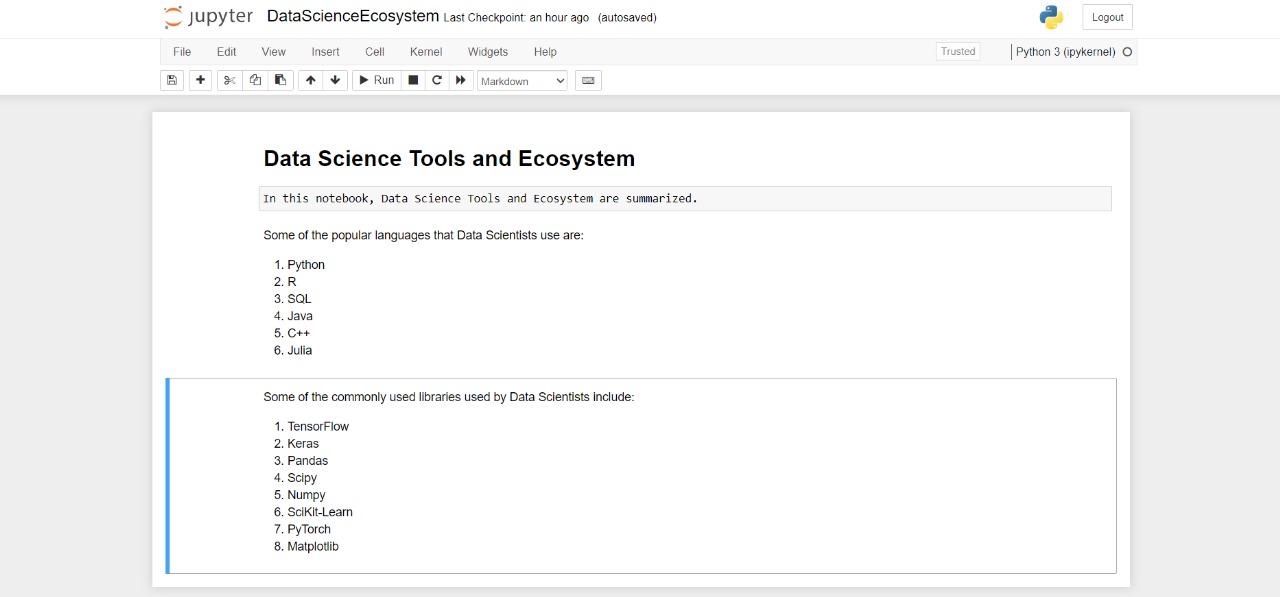 jupyter DataScienceEcosystem Last Checkpoint: an hour ago (autosaved) Logout
File Edit View Insert Cell Kernel Widgets Help Trusted Python 3 (ipykernel)
Run Markdown
Data Science Tools and Ecosystem
In this notebook, Data Science Tools and Ecosystem are summarized.
Some of the popular languages that Data Scientists use are:
1. Python
2. R
3. SQL
4. Java
5. C++
6. Julia
Some of the commonly used libraries used by Data Scientists include:
1. TensorFlow
2. Keras
3. Pandas
4. Scipy
5. Numpy
6. SciKit-Learn
7. PyTorch
8. Matplotlib